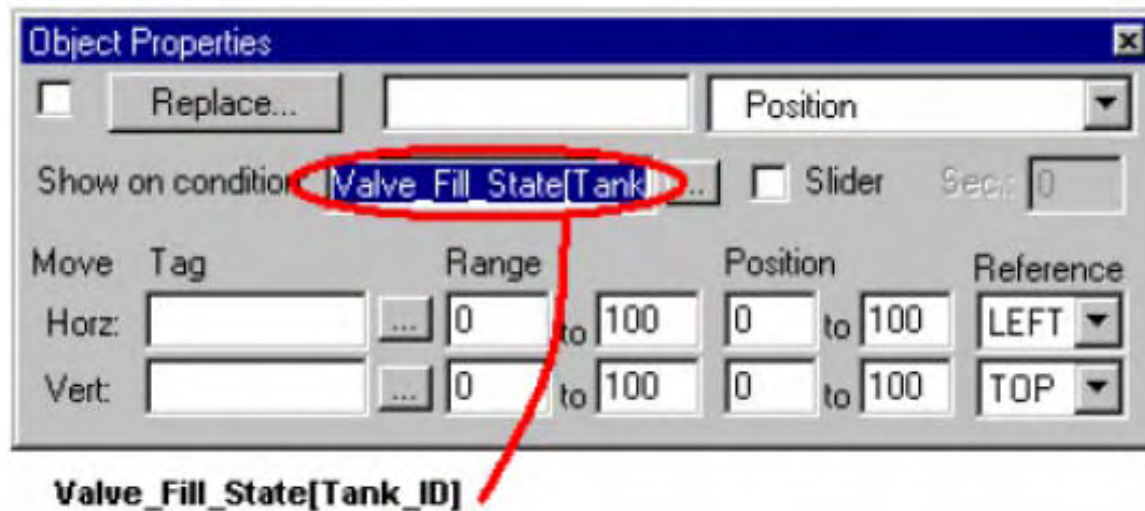 Object Properties
Replace... Position
Show on condition Valve_Fill_State[Tank ... Slider Sec.: 0
Move Tag Range Position Reference
Horz: ... 0 to 100 0 to 100 LEFT
Vert: ... 0 to 100 0 to 100 TOP
Valve_Fill_State[Tank_ID]